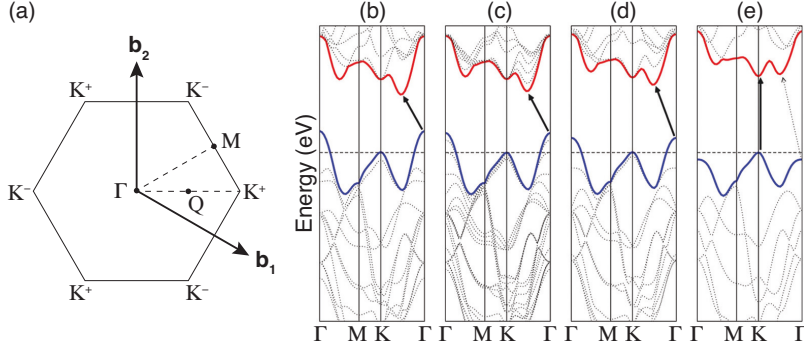 (a)
b₂
K⁺
K⁻
M
K⁻
Γ
Q
K⁺
b₁
K⁺
K⁻
Energy (eV)
(b) (c) (d) (e)
Γ M K Γ Γ M K Γ Γ M K Γ Γ M K Γ